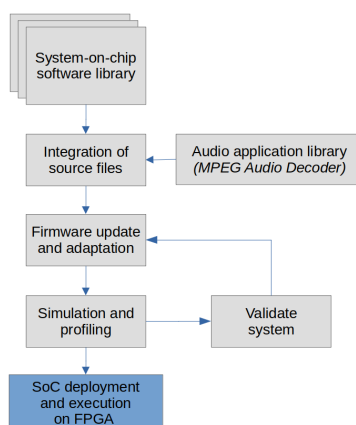 System-on-chip
software library
Integration of
source files
Audio application library
(MPEG Audio Decoder)
Firmware update
and adaptation
Simulation and
profiling
Validate
system
SoC deployment
and execution
on FPGA